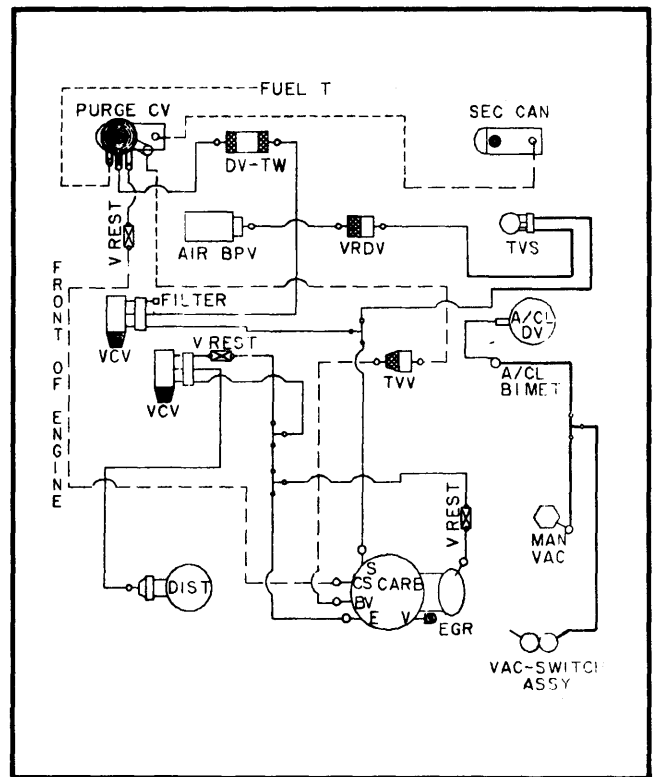 FUEL T
PURGE CV
SEC CAN
DV-TW
V REST
AIR BPV
VRDV
TVS
FRONT OF ENGINE
FILTER
A/CL
DV
V REST
VCV
A/CL
BIMET
TVV
VCV
V REST
MAN
VAC
S
CS CARB
DIST
BV
E V
EGR
VAC-SWITCH
ASSY